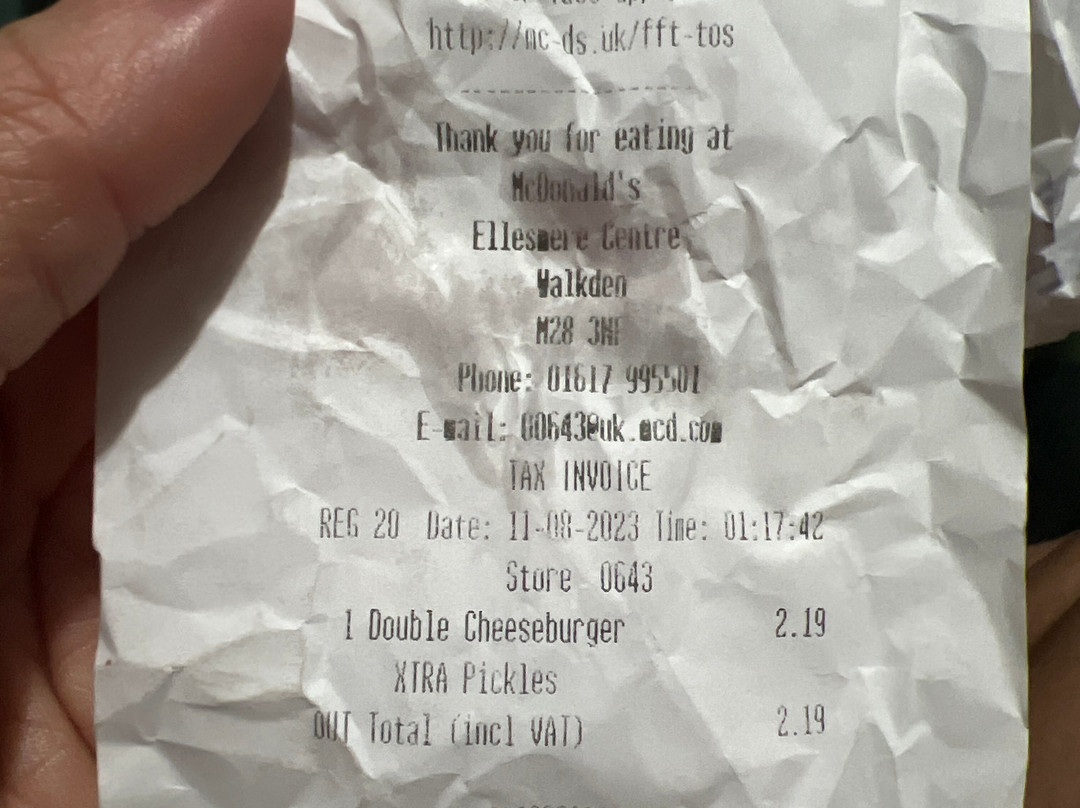 http://mc-ds.uk/fft-tos
Thank you for eating at
McDonald's
Ellesmere Centre
Walkden
M28
Phone: 01617 995501
E-mail: 00643@uk.mcd.com
TAX INVOICE
REG 20 Date: 11-08-2023 Time: 01:17:42
Store 0643
1 Double Cheeseburger 2.19
XTRA Pickles
OUT Total (incl VAT) 2.19